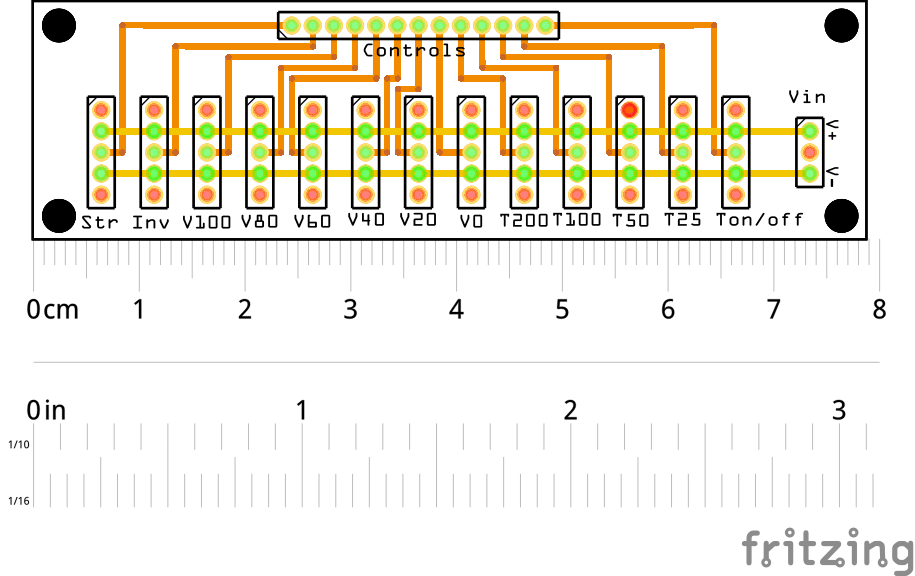 Controls
Vin
V+
V-
Str Inv V100 V80 V60 V40 V20 V0 T200 T100 T50 T25 Ton/off
0cm 1 2 3 4 5 6 7 8
0in 1 2 3
1/10
1/16
fritzing